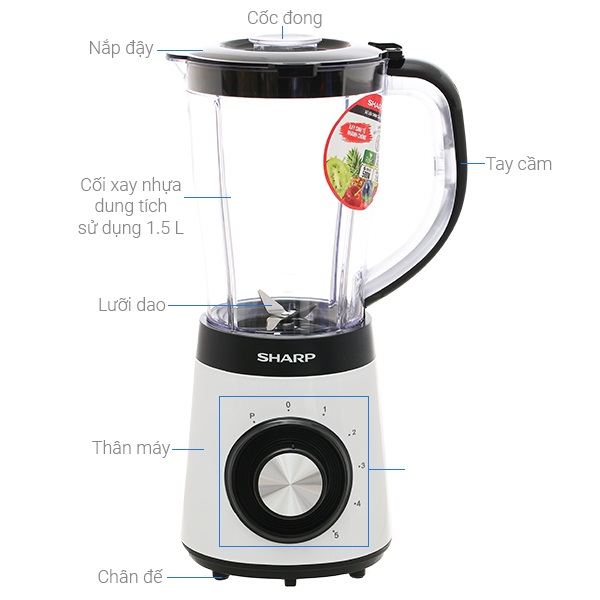 Cốc đong
Nắp đậy
SHARP
Tay cầm
Cối xay nhựa
dung tích
sử dụng 1.5 L
Lưỡi dao
SHARP
P 0 1 2 3 4 5
Thân máy
Chân đế